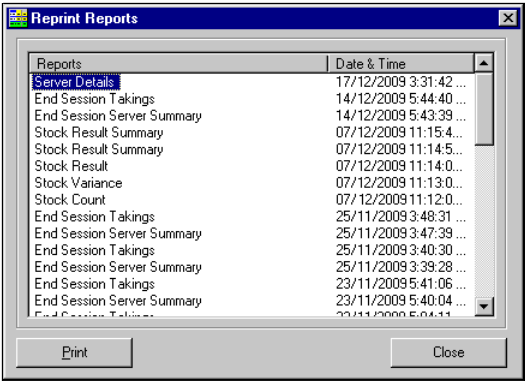 Reprint Reports
Reports Date & Time
Server Details 17/12/2009 3:31:42 ...
End Session Takings 14/12/2009 5:44:40 ...
End Session Server Summary 14/12/2009 5:43:39 ...
Stock Result Summary 07/12/2009 11:15:4...
Stock Result Summary 07/12/2009 11:14:5...
Stock Result 07/12/2009 11:14:0...
Stock Variance 07/12/2009 11:13:0...
Stock Count 07/12/2009 11:12:0...
End Session Takings 25/11/2009 3:48:31 ...
End Session Server Summary 25/11/2009 3:47:39 ...
End Session Takings 25/11/2009 3:40:30 ...
End Session Server Summary 25/11/2009 3:39:28 ...
End Session Takings 23/11/2009 5:41:06 ...
End Session Server Summary 23/11/2009 5:40:04 ...
End Session Takings
Print Close